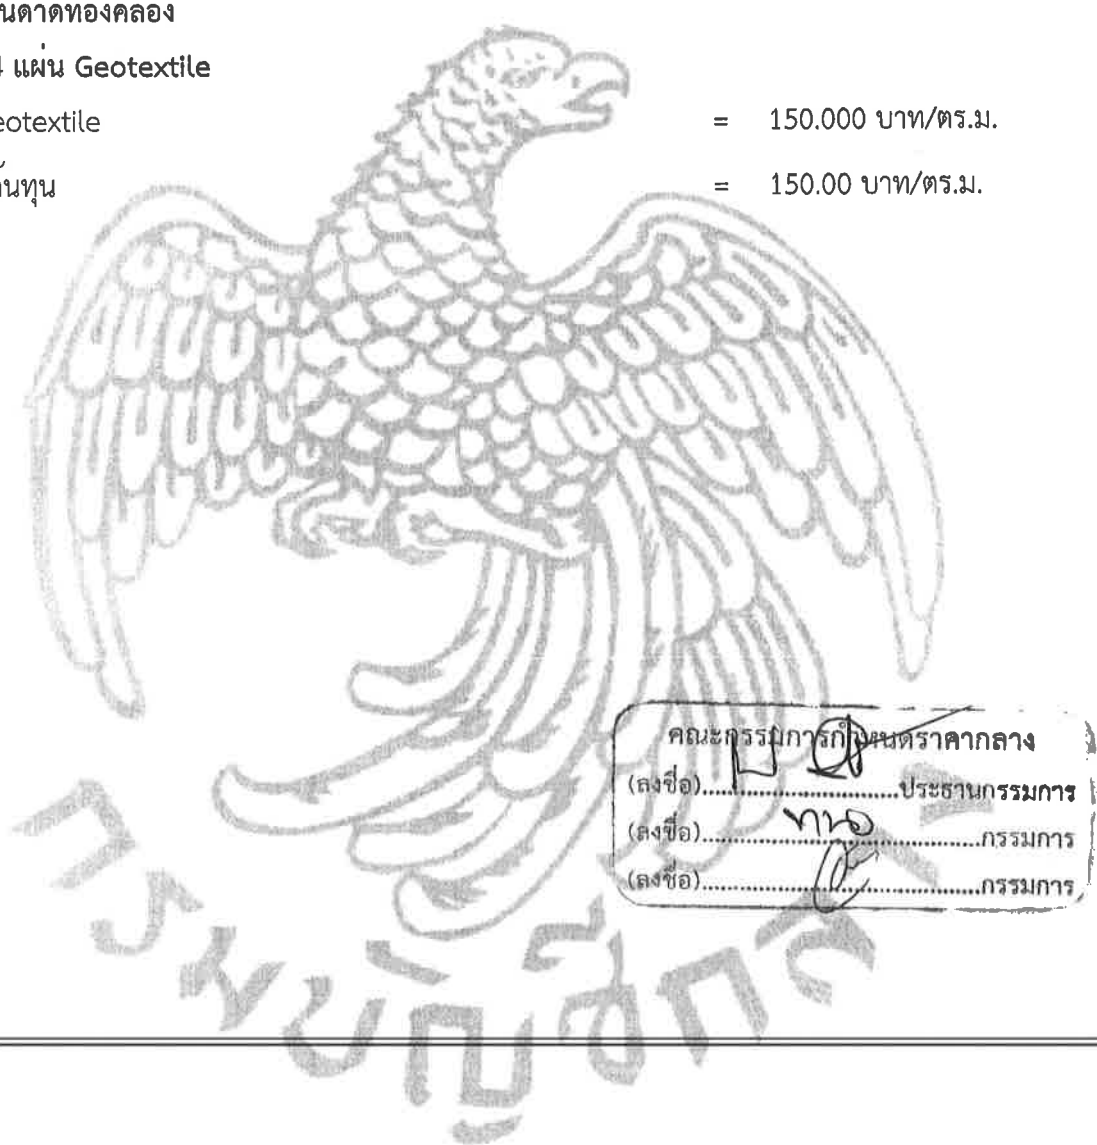 นดาดทองคลอง
4 แผ่น Geotextile
eotextile = 150.000 บาท/ตร.ม.
้นทุน = 150.00 บาท/ตร.ม.
คณะกรรมการกำหนดราคากลาง
(ลงชื่อ)..............................ประธานกรรมการ
(ลงชื่อ)..........................................กรรมการ
(ลงชื่อ)..........................................กรรมการ
กรมบัญชีกลาง